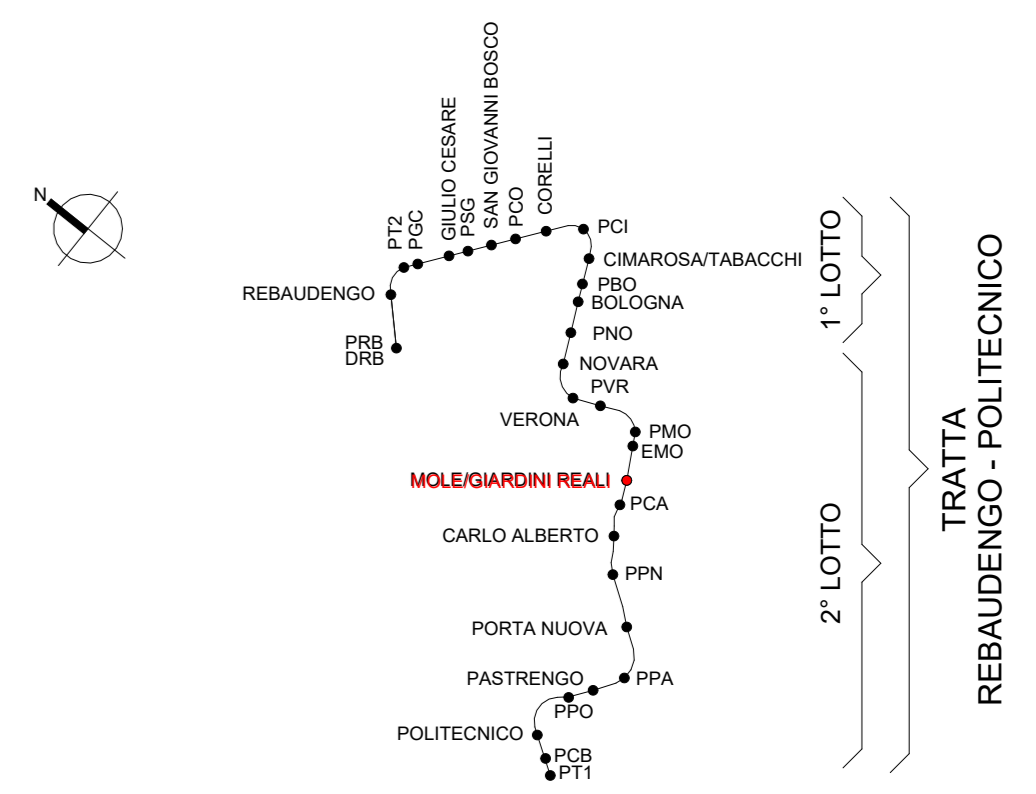 N
PT2
PGC
GIULIO CESARE
PSG
SAN GIOVANNI BOSCO
PCO
CORELLI
PCI
CIMAROSA/TABACCHI
REBAUDENGO
PBO
BOLOGNA
PNO
PRB
DRB
NOVARA
PVR
VERONA
PMO
EMO
MOLE/GIARDINI REALI
PCA
CARLO ALBERTO
PPN
PORTA NUOVA
PASTRENGO
PPA
PPO
POLITECNICO
PCB
PT1
1° LOTTO
2° LOTTO
TRATTA
REBAUDENGO - POLITECNICO